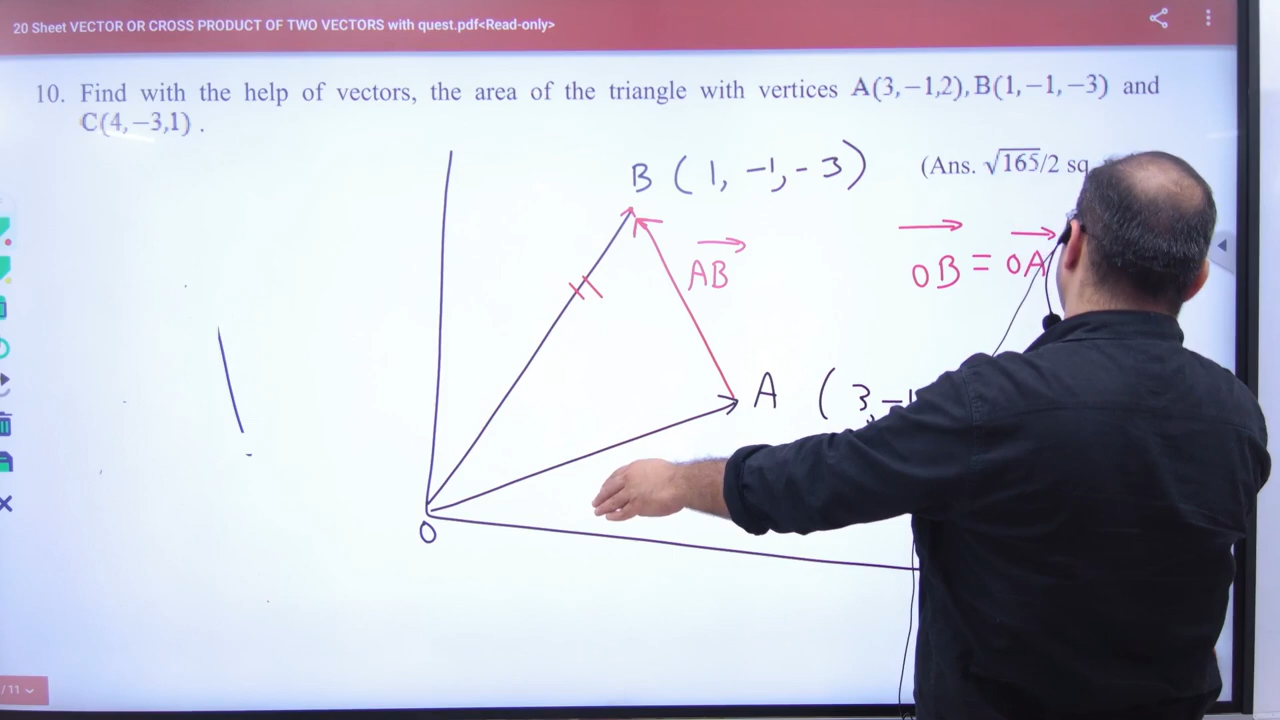 20 Sheet VECTOR OR CROSS PRODUCT OF TWO VECTORS with quest.pdf<Read-only>
10. Find with the help of vectors, the area of the triangle with vertices A(3,−1,2),B(1,−1,−3) and
C(4,−3,1) .
(Ans. √165/2 sq
B ( 1, -1, - 3 )
AB
OB = OA
A ( 3, -1
O
/11